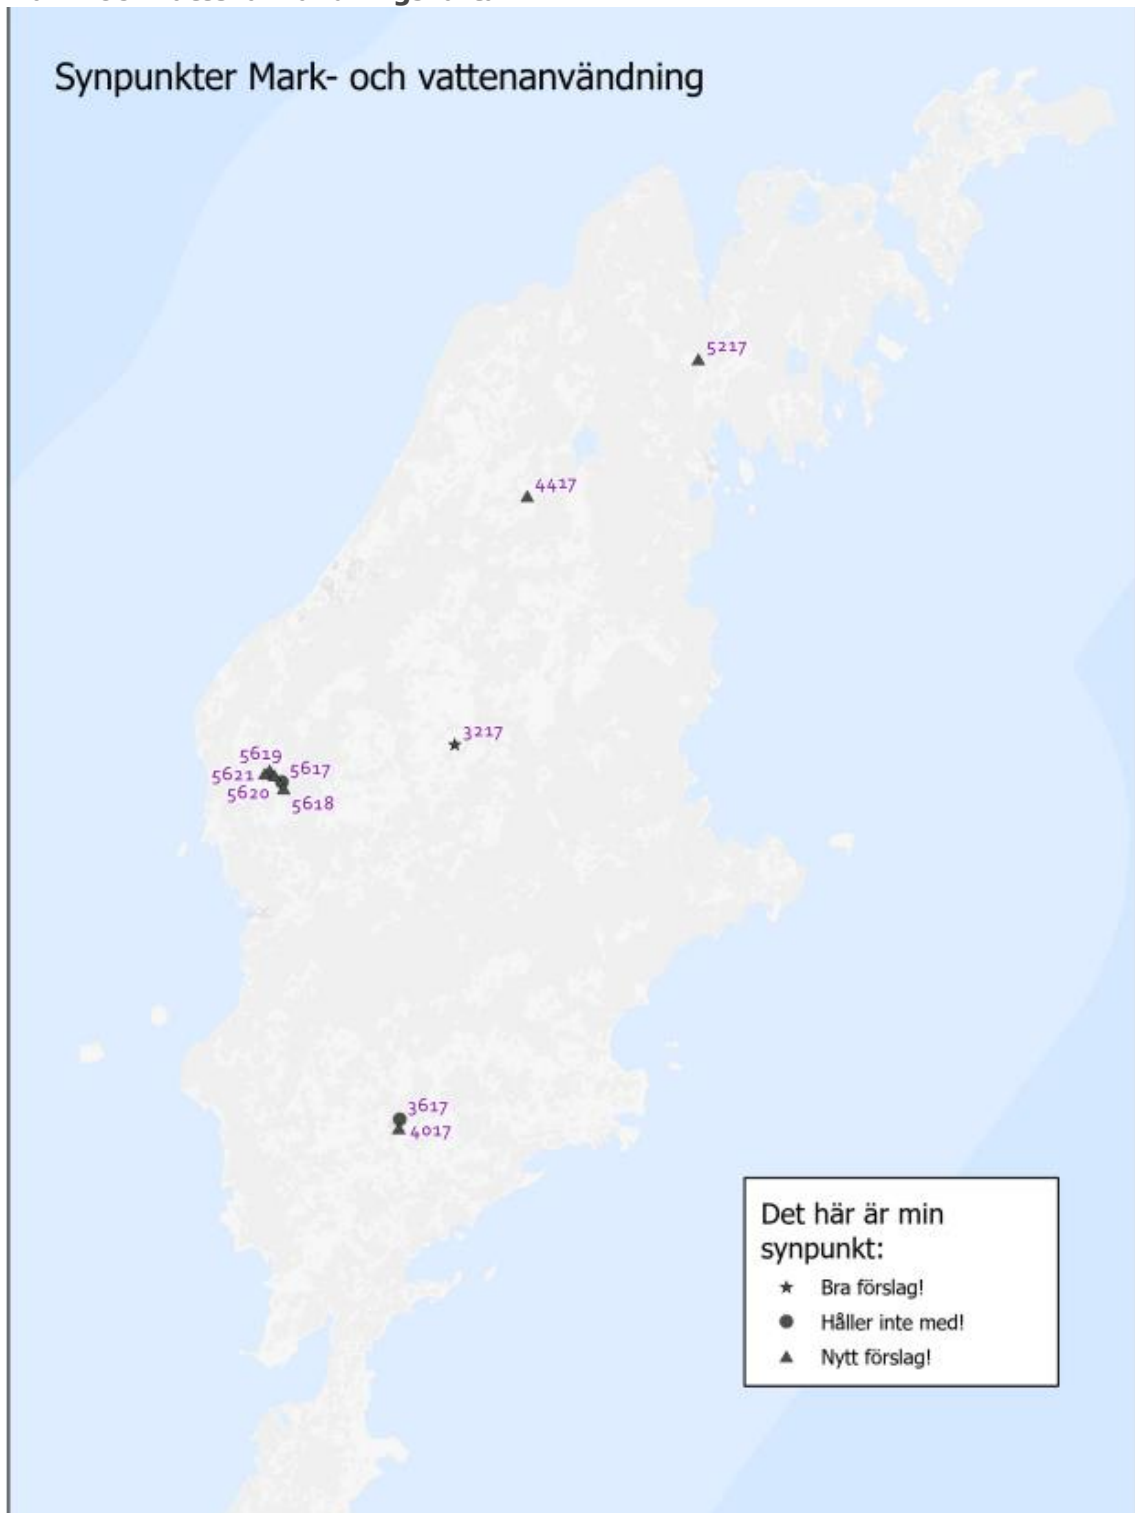 Synpunkter Mark- och vattenanvändning
5217
4417
3217
5619
5621
5617
5620
5618
3617
4017
Det här är min
synpunkt:
Bra förslag!
Håller inte med!
Nytt förslag!